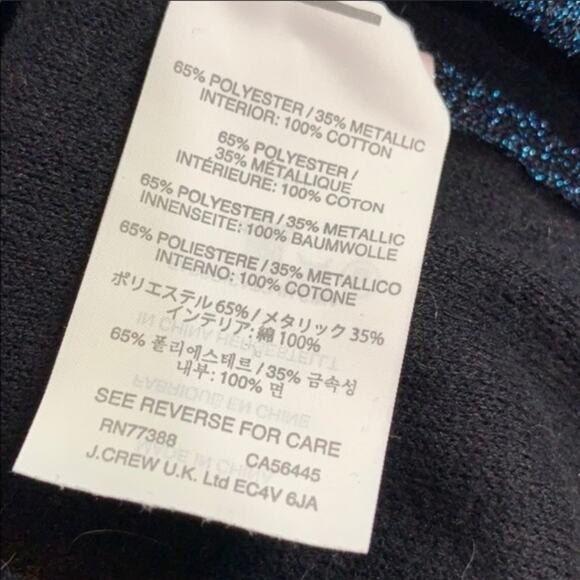 65% POLYESTER / 35% METALLIC
INTERIOR: 100% COTTON
65% POLYESTER /
35% MÉTALLIQUE
INTÉRIEURE: 100% COTON
65% POLYESTER / 35% METALLIC
INNENSEITE: 100% BAUMWOLLE
65% POLIESTERE / 35% METALLICO
INTERNO: 100% COTONE
ポリエステル 65% / メタリック 35%
インテリア: 綿 100%
65% 폴리에스테르 / 35% 금속성
내부: 100% 면
SEE REVERSE FOR CARE
RN77388 CA56445
J.CREW U.K. Ltd EC4V 6JA